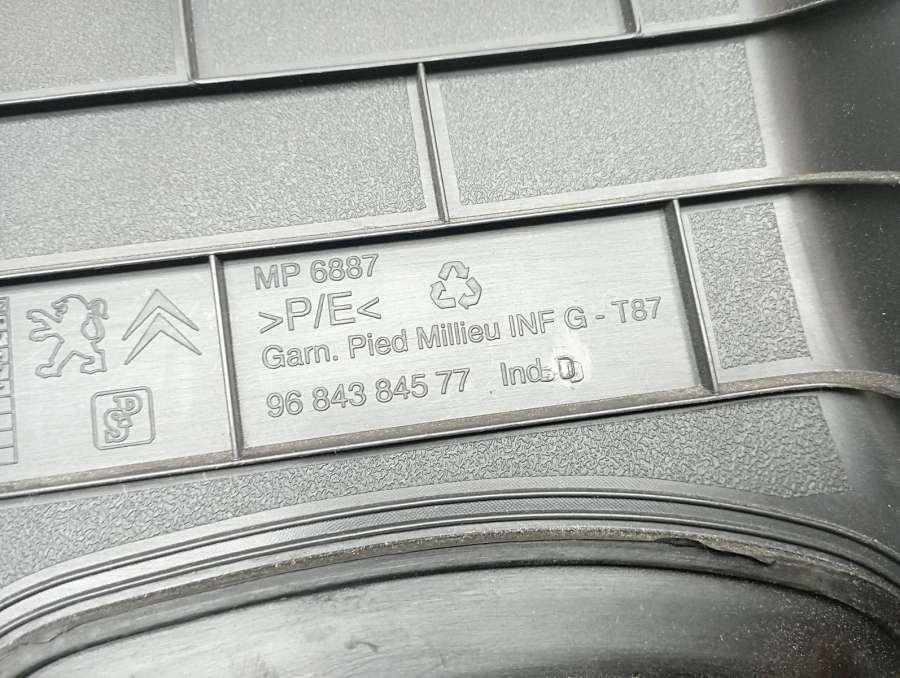 MP 6887
>P/E<
Garn. Pied Millieu INF G - T87
96 843 845 77 Ind. D